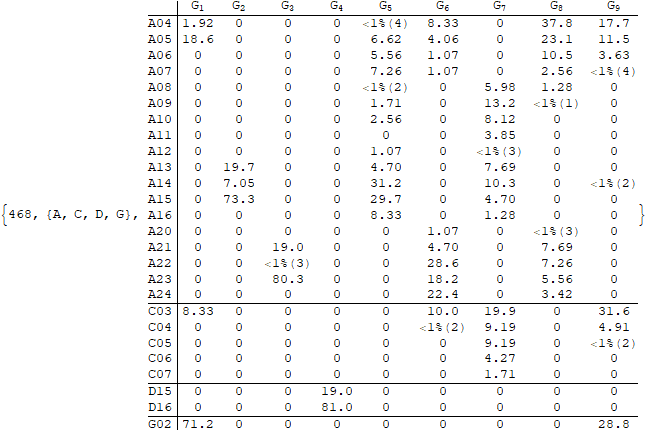 G1 G2 G3 G4 G5 G6 G7 G8 G9
A04 1.92 0 0 0 <1%(4) 8.33 0 37.8 17.7
A05 18.6 0 0 0 6.62 4.06 0 23.1 11.5
A06 0 0 0 0 5.56 1.07 0 10.5 3.63
A07 0 0 0 0 7.26 1.07 0 2.56 <1%(4)
A08 0 0 0 0 <1%(2) 0 5.98 1.28 0
A09 0 0 0 0 1.71 0 13.2 <1%(1) 0
A10 0 0 0 0 2.56 0 8.12 0 0
A11 0 0 0 0 0 0 3.85 0 0
A12 0 0 0 0 1.07 0 <1%(3) 0 0
A13 0 19.7 0 0 4.70 0 7.69 0 0
A14 0 7.05 0 0 31.2 0 10.3 0 <1%(2)
A15 0 73.3 0 0 29.7 0 4.70 0 0
{468, {A, C, D, G}, A16 0 0 0 0 8.33 0 1.28 0 0 }
A20 0 0 0 0 0 1.07 0 <1%(3) 0
A21 0 0 19.0 0 0 4.70 0 7.69 0
A22 0 0 <1%(3) 0 0 28.6 0 7.26 0
A23 0 0 80.3 0 0 18.2 0 5.56 0
A24 0 0 0 0 0 22.4 0 3.42 0
C03 8.33 0 0 0 0 10.0 19.9 0 31.6
C04 0 0 0 0 0 <1%(2) 9.19 0 4.91
C05 0 0 0 0 0 0 9.19 0 <1%(2)
C06 0 0 0 0 0 0 4.27 0 0
C07 0 0 0 0 0 0 1.71 0 0
D15 0 0 0 19.0 0 0 0 0 0
D16 0 0 0 81.0 0 0 0 0 0
G02 71.2 0 0 0 0 0 0 0 28.8